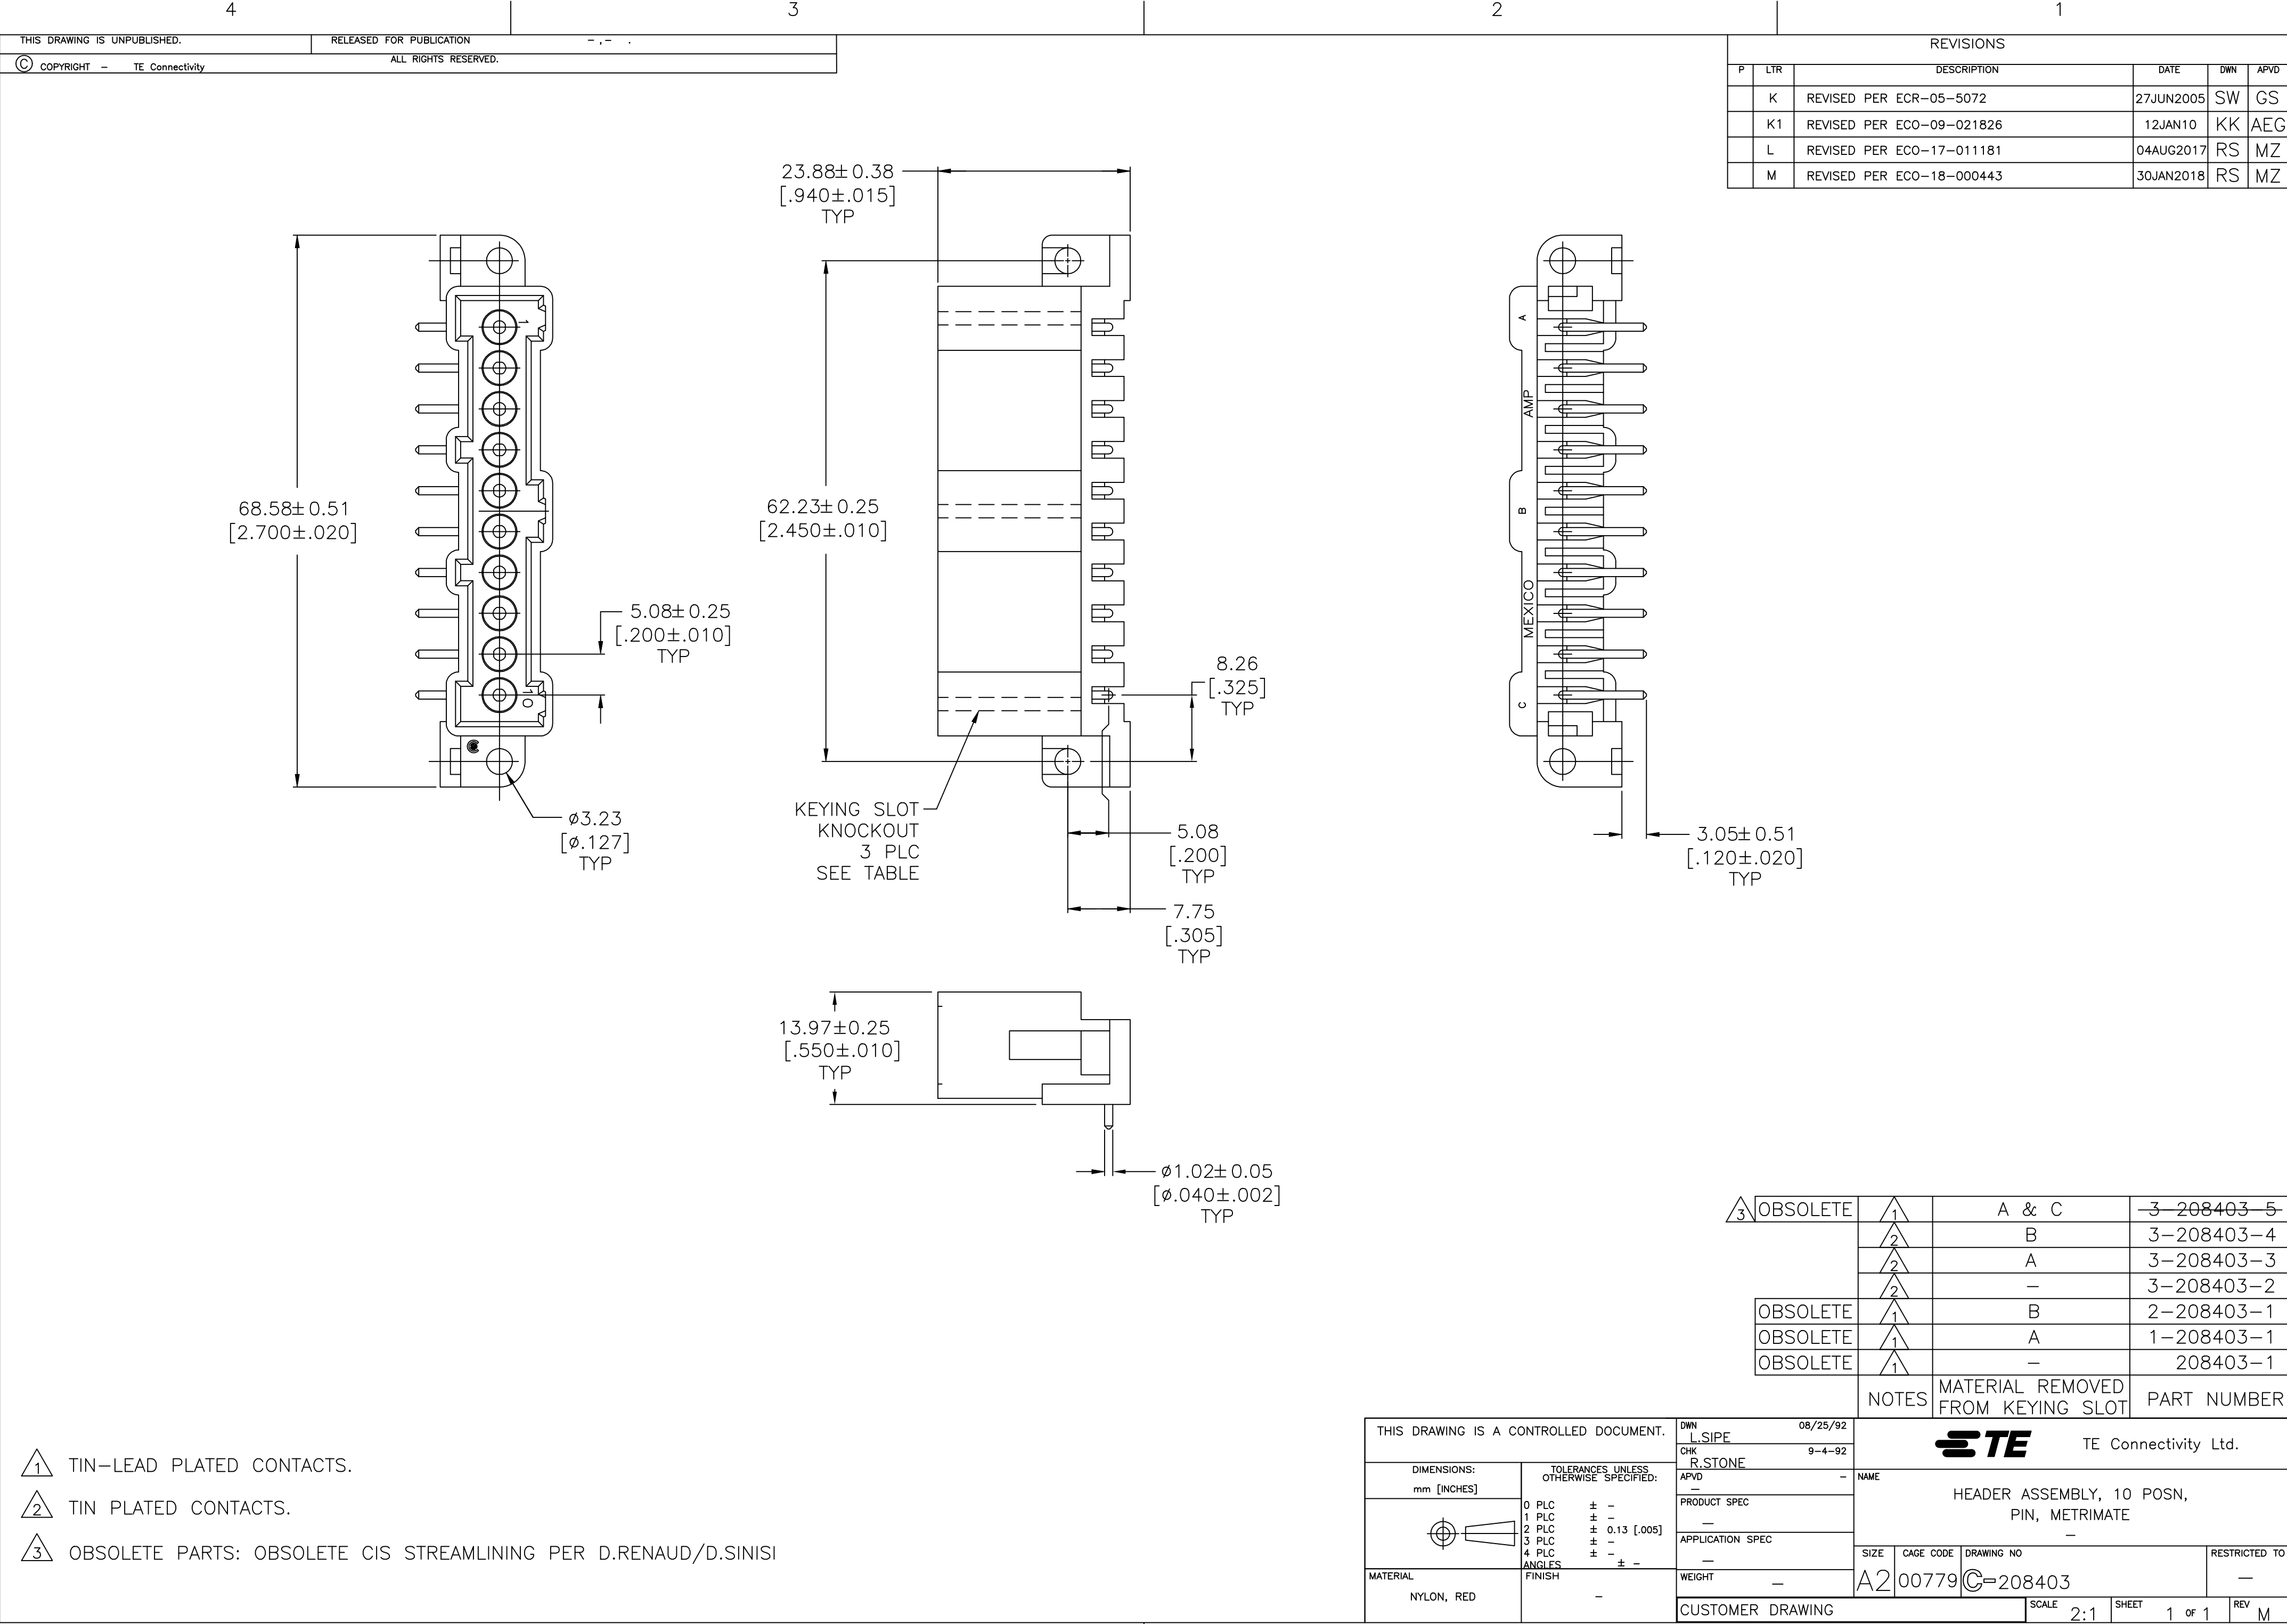 4
3
2
1
THIS DRAWING IS UNPUBLISHED.
RELEASED FOR PUBLICATION - ,- .
© COPYRIGHT - TE Connectivity
ALL RIGHTS RESERVED.
REVISIONS
P LTR DESCRIPTION DATE DWN APVD
K REVISED PER ECR-05-5072 27JUN2005 SW GS
K1 REVISED PER ECO-09-021826 12JAN10 KK AEG
L REVISED PER ECO-17-011181 04AUG2017 RS MZ
M REVISED PER ECO-18-000443 30JAN2018 RS MZ
23.88±0.38
[.940±.015]
TYP
68.58±0.51
[2.700±.020]
1
10
5.08±0.25
[.200±.010]
TYP
ø3.23
[ø.127]
TYP
62.23±0.25
[2.450±.010]
8.26
[.325]
TYP
KEYING SLOT
KNOCKOUT
3 PLC
SEE TABLE
5.08
[.200]
TYP
7.75
[.305]
TYP
A
AMP
B
MEXICO
C
3.05±0.51
[.120±.020]
TYP
13.97±0.25
[.550±.010]
TYP
ø1.02±0.05
[ø.040±.002]
TYP
3 OBSOLETE 1 A & C 3-208403-5
2 B 3-208403-4
2 A 3-208403-3
2 - 3-208403-2
OBSOLETE 1 B 2-208403-1
OBSOLETE 1 A 1-208403-1
OBSOLETE 1 - 208403-1
NOTES
MATERIAL REMOVED
FROM KEYING SLOT
PART NUMBER
1 TIN-LEAD PLATED CONTACTS.
2 TIN PLATED CONTACTS.
3 OBSOLETE PARTS: OBSOLETE CIS STREAMLINING PER D.RENAUD/D.SINISI
THIS DRAWING IS A CONTROLLED DOCUMENT.
DIMENSIONS:
mm [INCHES]
TOLERANCES UNLESS
OTHERWISE SPECIFIED:
0 PLC ± -
1 PLC ± -
2 PLC ± 0.13 [.005]
3 PLC ± -
4 PLC ± -
ANGLES ± -
MATERIAL
NYLON, RED
FINISH
-
DWN 08/25/92
L.SIPE
CHK 9-4-92
R.STONE
APVD -
-
PRODUCT SPEC
-
APPLICATION SPEC
-
WEIGHT -
CUSTOMER DRAWING
TE TE Connectivity Ltd.
NAME
HEADER ASSEMBLY, 10 POSN,
PIN, METRIMATE
-
SIZE CAGE CODE DRAWING NO RESTRICTED TO
A2 00779 C-208403 -
SCALE 2:1 SHEET 1 OF 1 REV M